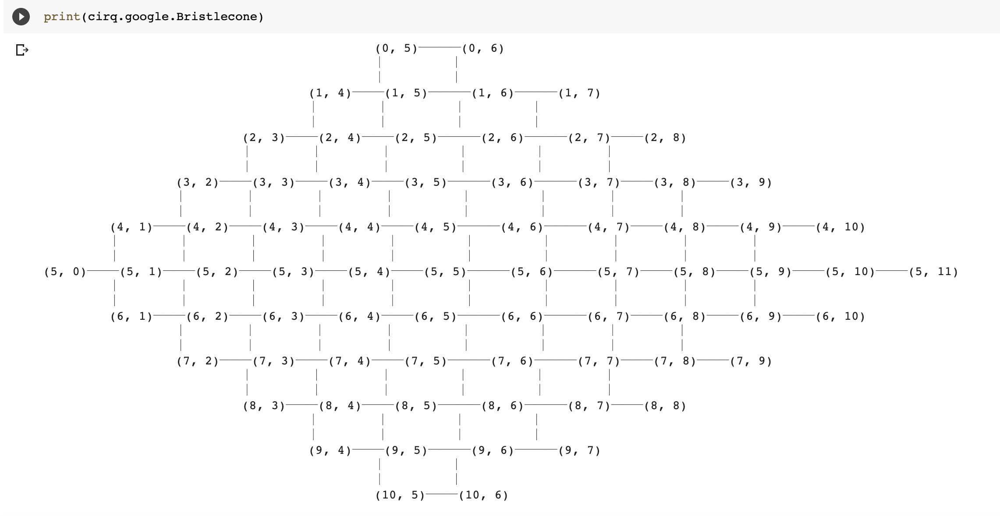 print(cirq.google.Bristlecone)
(0, 5)───(0, 6)
(1, 4)───(1, 5)───(1, 6)───(1, 7)
(2, 3)───(2, 4)───(2, 5)───(2, 6)───(2, 7)───(2, 8)
(3, 2)───(3, 3)───(3, 4)───(3, 5)───(3, 6)───(3, 7)───(3, 8)───(3, 9)
(4, 1)───(4, 2)───(4, 3)───(4, 4)───(4, 5)───(4, 6)───(4, 7)───(4, 8)───(4, 9)───(4, 10)
(5, 0)───(5, 1)───(5, 2)───(5, 3)───(5, 4)───(5, 5)───(5, 6)───(5, 7)───(5, 8)───(5, 9)───(5, 10)───(5, 11)
(6, 1)───(6, 2)───(6, 3)───(6, 4)───(6, 5)───(6, 6)───(6, 7)───(6, 8)───(6, 9)───(6, 10)
(7, 2)───(7, 3)───(7, 4)───(7, 5)───(7, 6)───(7, 7)───(7, 8)───(7, 9)
(8, 3)───(8, 4)───(8, 5)───(8, 6)───(8, 7)───(8, 8)
(9, 4)───(9, 5)───(9, 6)───(9, 7)
(10, 5)───(10, 6)